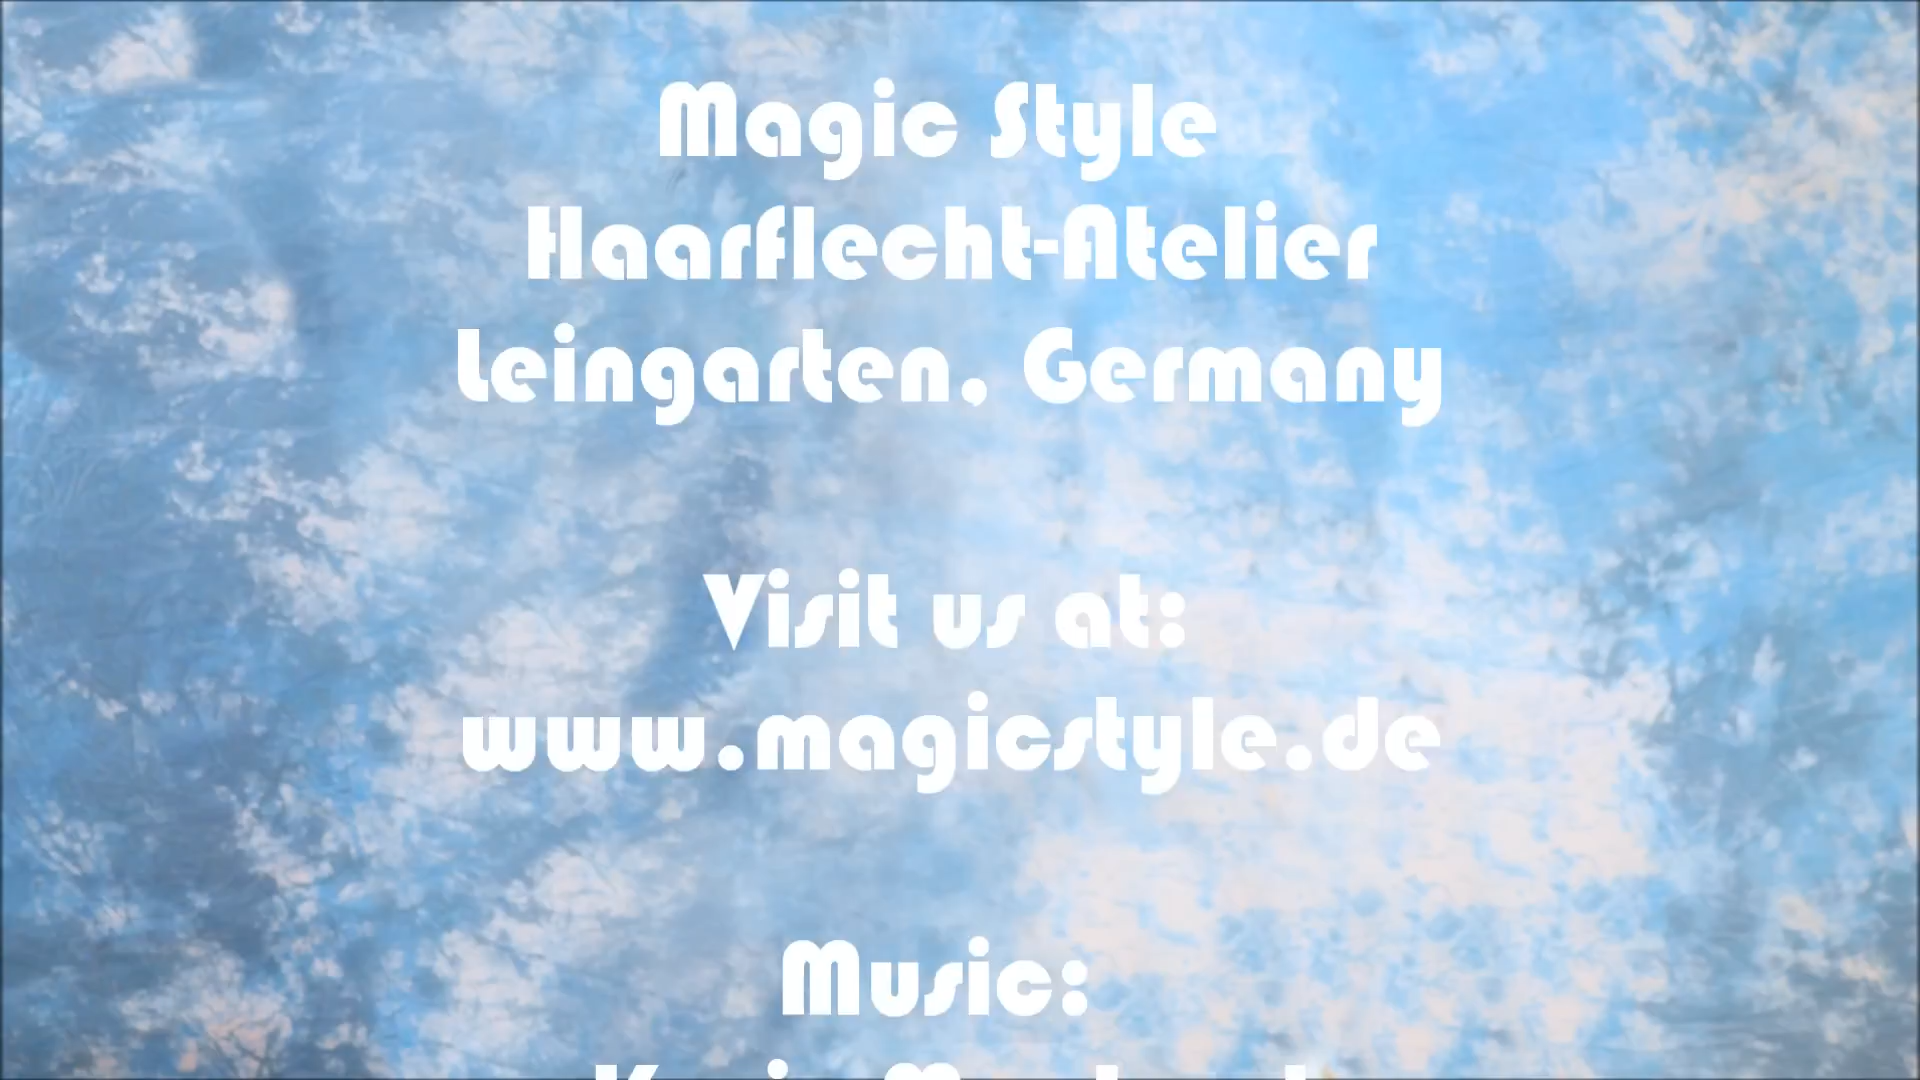 Magic Style
Haarflecht-Atelier
Leingarten, Germany
Visit us at:
www.magicstyle.de
Music: